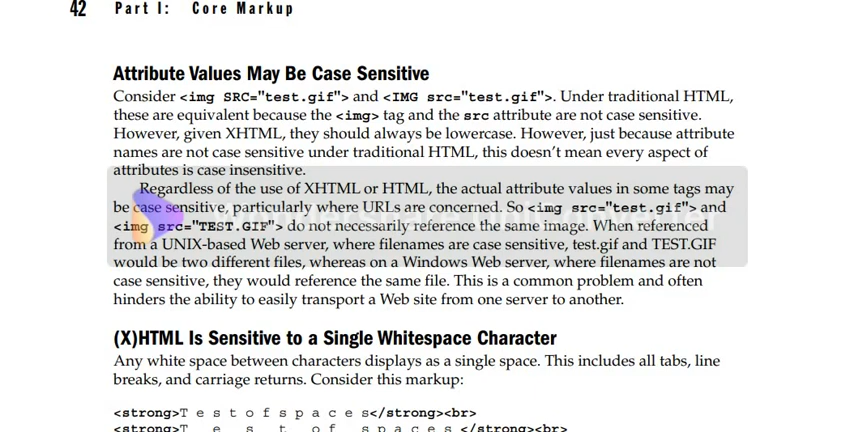 42 Part I: Core Markup
Attribute Values May Be Case Sensitive
Consider <img SRC="test.gif"> and <IMG src="test.gif">. Under traditional HTML,
these are equivalent because the <img> tag and the src attribute are not case sensitive.
However, given XHTML, they should always be lowercase. However, just because attribute
names are not case sensitive under traditional HTML, this doesn't mean every aspect of
attributes is case insensitive.
Regardless of the use of XHTML or HTML, the actual attribute values in some tags may
be case sensitive, particularly where URLs are concerned. So <img src="test.gif"> and
<img src="TEST.GIF"> do not necessarily reference the same image. When referenced
from a UNIX-based Web server, where filenames are case sensitive, test.gif and TEST.GIF
would be two different files, whereas on a Windows Web server, where filenames are not
case sensitive, they would reference the same file. This is a common problem and often
hinders the ability to easily transport a Web site from one server to another.
(X)HTML Is Sensitive to a Single Whitespace Character
Any white space between characters displays as a single space. This includes all tabs, line
breaks, and carriage returns. Consider this markup:
<strong>T e s t o f s p a c e s</strong><br>
<strong>T e s t o f s p a c e s </strong><br>